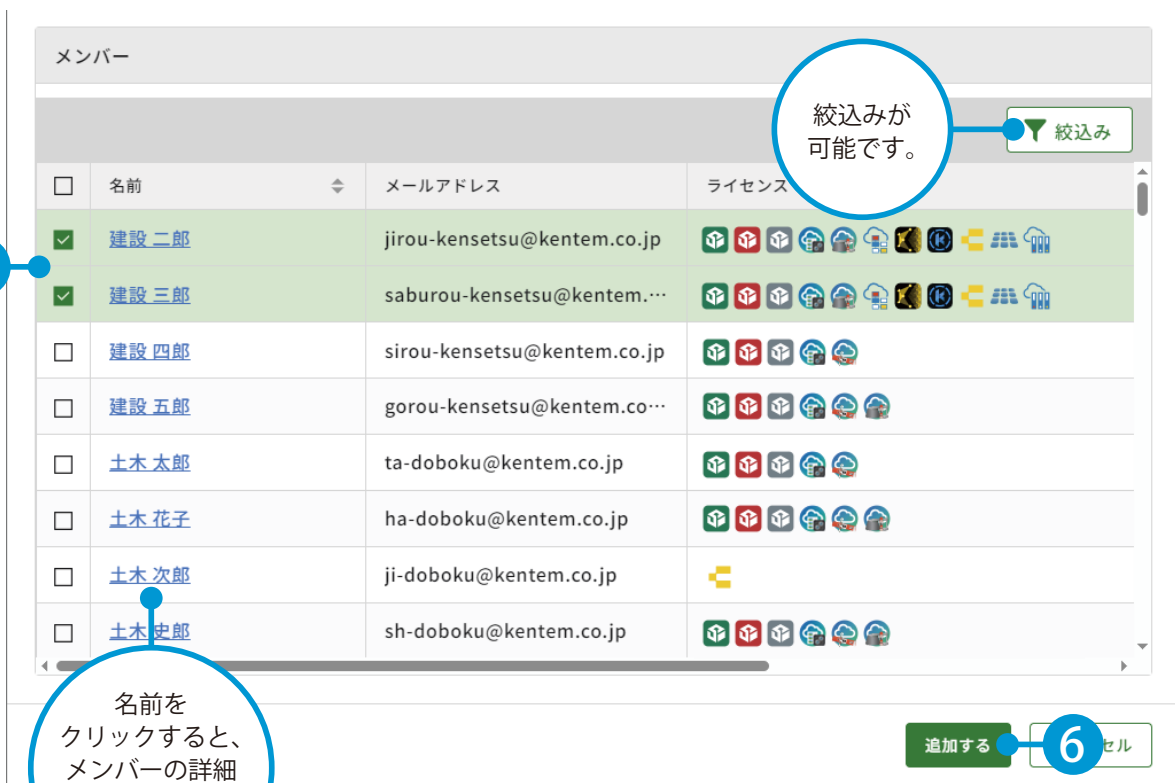 メンバー
絞込みが
可能です。
絞込み
名前 メールアドレス ライセンス
建設 二郎 jirou-kensetsu@kentem.co.jp
建設 三郎 saburou-kensetsu@kentem.…
建設 四郎 sirou-kensetsu@kentem.co.jp
建設 五郎 gorou-kensetsu@kentem.co…
土木 太郎 ta-doboku@kentem.co.jp
土木 花子 ha-doboku@kentem.co.jp
土木 次郎 ji-doboku@kentem.co.jp
土木 史郎 sh-doboku@kentem.co.jp
名前を
クリックすると、
メンバーの詳細
追加する 6 セル